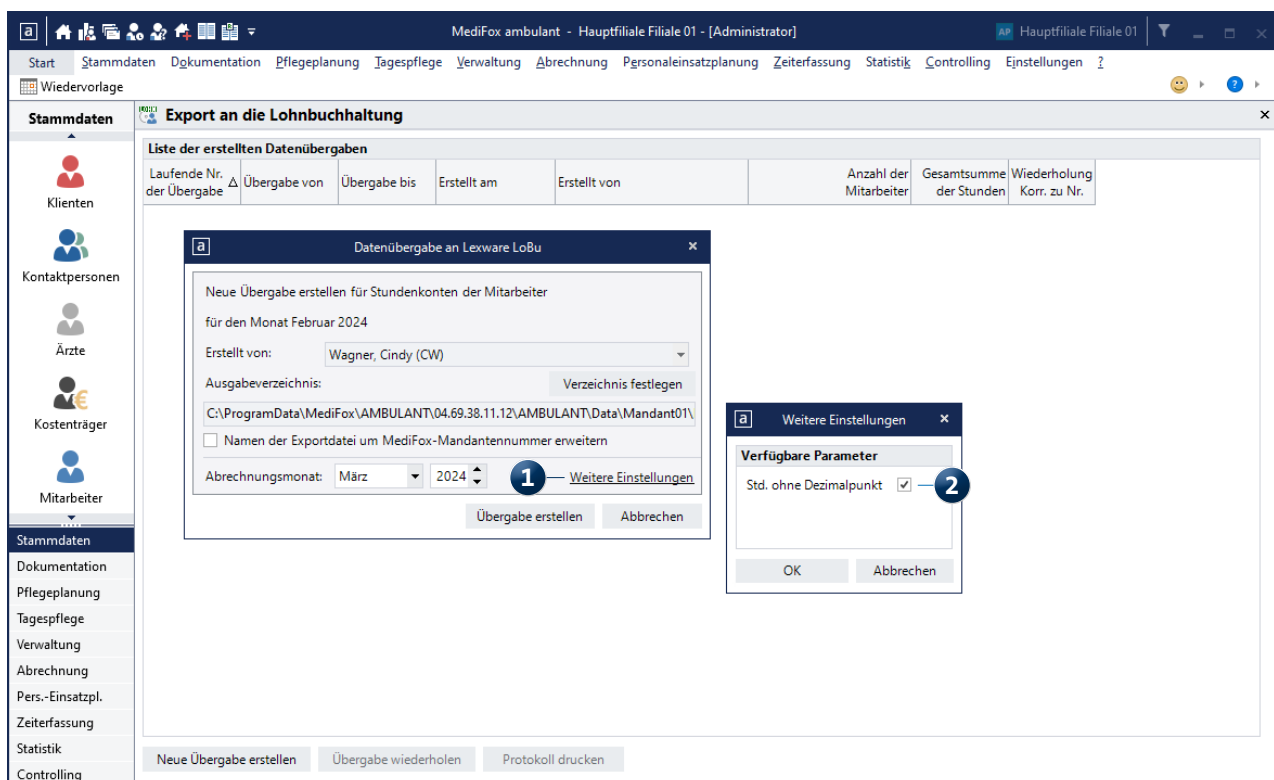 a
MediFox ambulant - Hauptfiliale Filiale 01 - [Administrator]
AP Hauptfiliale Filiale 01
Start Stammdaten Dokumentation Pflegeplanung Tagespflege Verwaltung Abrechnung Personaleinsatzplanung Zeiterfassung Statistik Controlling Einstellungen ?
Wiedervorlage
?
Stammdaten
Klienten
Kontaktpersonen
Ärzte
Kostenträger
Mitarbeiter
Stammdaten
Dokumentation
Pflegeplanung
Tagespflege
Verwaltung
Abrechnung
Pers.-Einsatzpl.
Zeiterfassung
Statistik
Controlling
Export an die Lohnbuchhaltung
Liste der erstellten Datenübergaben
Laufende Nr. der Übergabe
Übergabe von
Übergabe bis
Erstellt am
Erstellt von
Anzahl der Mitarbeiter
Gesamtsumme der Stunden
Wiederholung Korr. zu Nr.
a Datenübergabe an Lexware LoBu
Neue Übergabe erstellen für Stundenkonten der Mitarbeiter
für den Monat Februar 2024
Erstellt von: Wagner, Cindy (CW)
Ausgabeverzeichnis: Verzeichnis festlegen
C:\ProgramData\MediFox\AMBULANT\04.69.38.11.12\AMBULANT\Data\Mandant01\
Namen der Exportdatei um MediFox-Mandantennummer erweitern
Abrechnungsmonat: März 2024 1 Weitere Einstellungen
Übergabe erstellen Abbrechen
a Weitere Einstellungen
Verfügbare Parameter
Std. ohne Dezimalpunkt 2
OK Abbrechen
Neue Übergabe erstellen Übergabe wiederholen Protokoll drucken